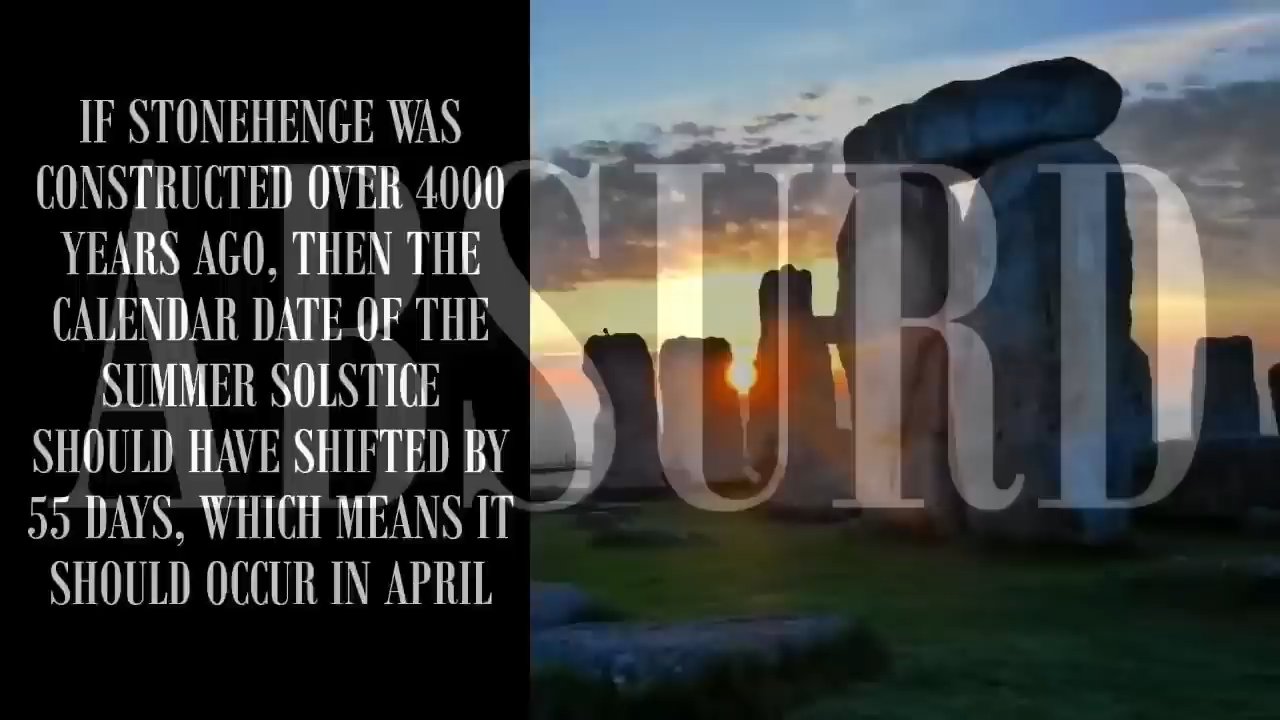 IF STONEHENGE WAS
CONSTRUCTED OVER 4000
YEARS AGO, THEN THE
CALENDAR DATE OF THE
SUMMER SOLSTICE
SHOULD HAVE SHIFTED BY
55 DAYS, WHICH MEANS IT
SHOULD OCCUR IN APRIL
ABSURD